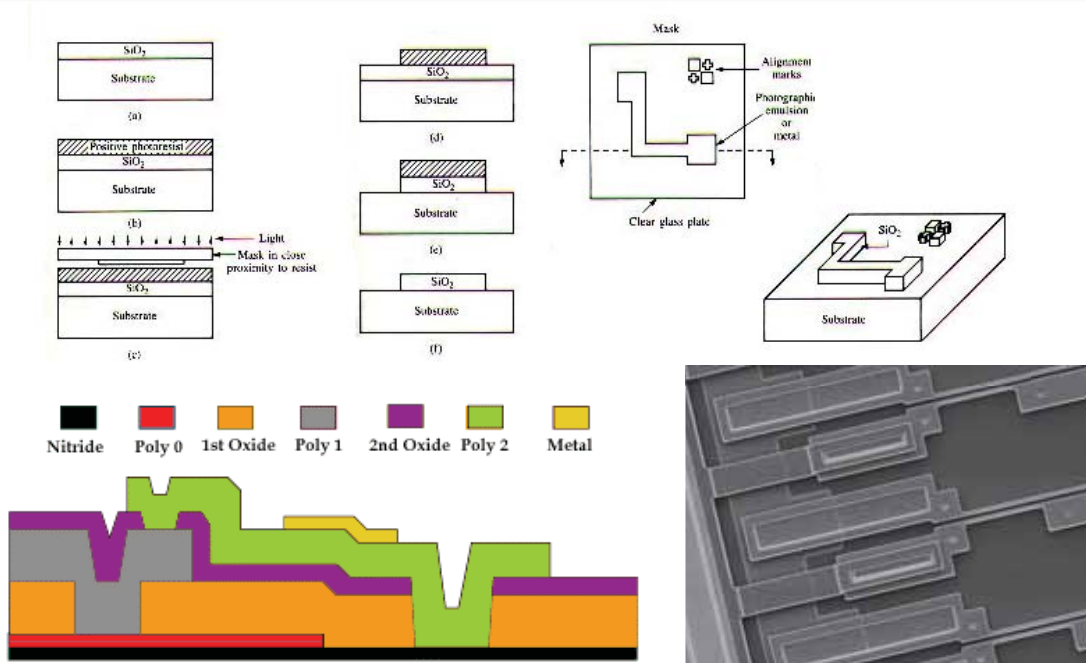 SiO2
Substrate
(a)
Positive photoresist
SiO2
Substrate
(b)
Light
Mask in close
proximity to resist
SiO2
Substrate
(c)
SiO2
Substrate
(d)
SiO2
Substrate
(e)
SiO2
Substrate
(f)
Mask
Alignment
marks
Photographi
emulsion
or
metal
Clear glass plate
SiO2
Substrate
Nitride
Poly 0
1st Oxide
Poly 1
2nd Oxide
Poly 2
Metal